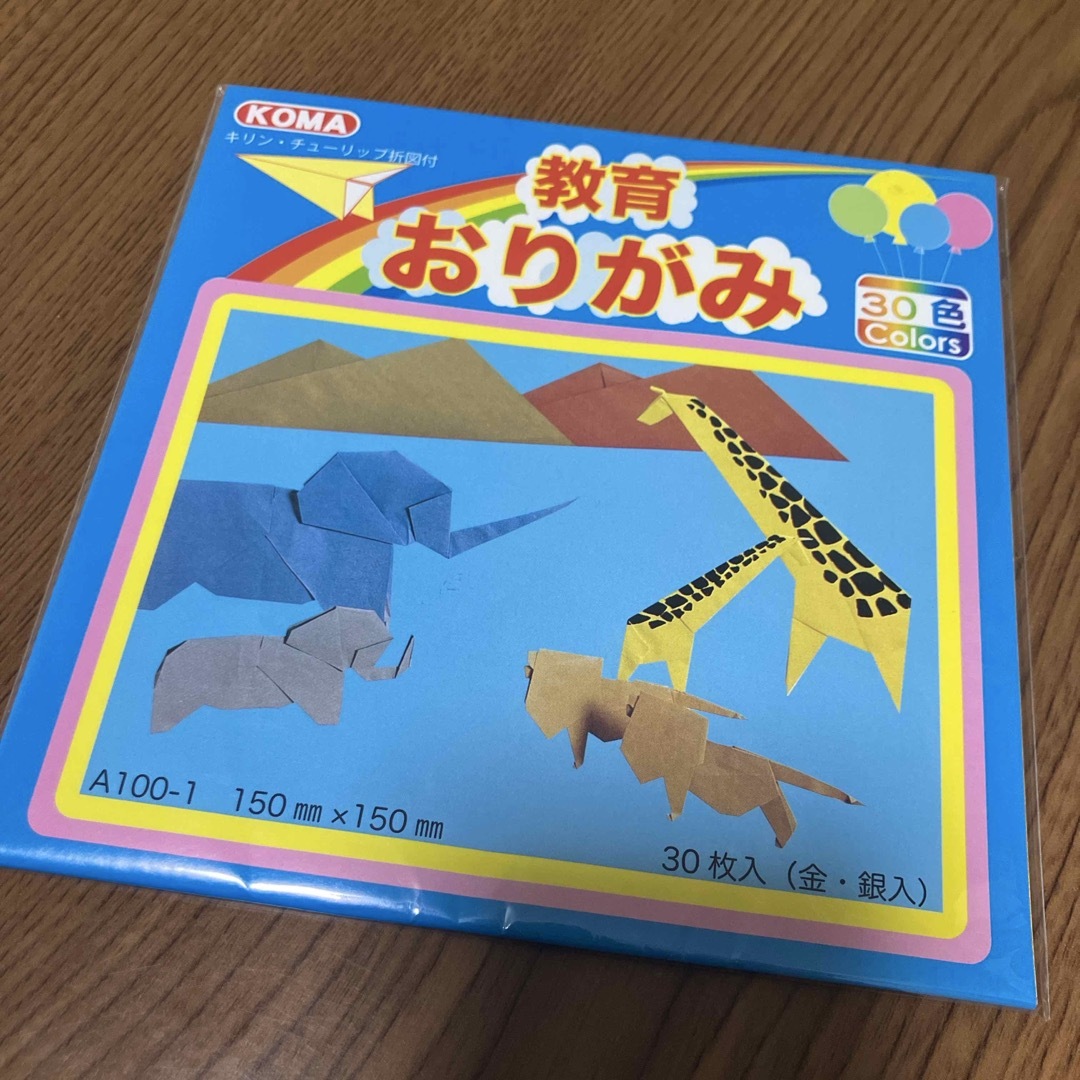 KOMA
キリン・チューリップ折図付
教育
おりがみ
30色
Colors
A100-1 150㎜×150㎜
30枚入（金・銀入）